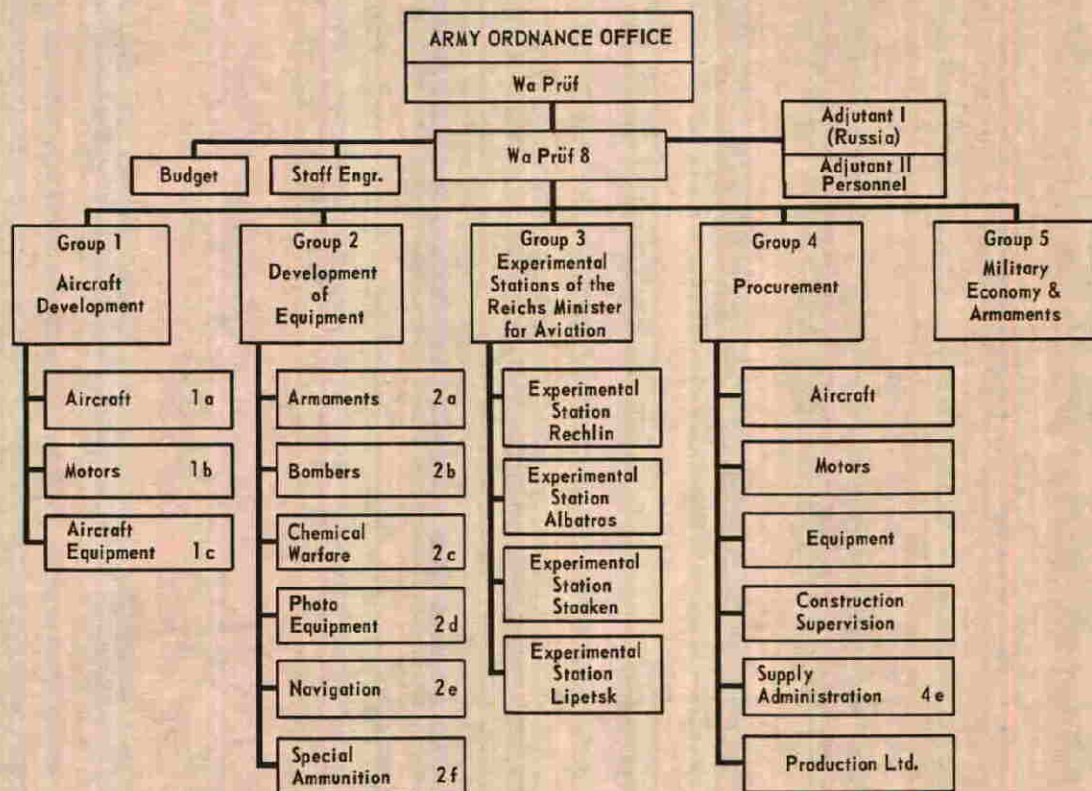 ARMY ORDNANCE OFFICE
Wa Prüf
Wa Prüf 8
Adjutant I
(Russia)
Adjutant II
Personnel
Budget
Staff Engr.
Group 1
Aircraft
Development
Group 2
Development
of
Equipment
Group 3
Experimental
Stations of the
Reichs Minister
for Aviation
Group 4
Procurement
Group 5
Military
Economy &
Armaments
Aircraft 1a
Motors 1b
Aircraft
Equipment 1c
Armaments 2a
Bombers 2b
Chemical
Warfare 2c
Photo
Equipment 2d
Navigation 2e
Special
Ammunition 2f
Experimental
Station
Rechlin
Experimental
Station
Albatros
Experimental
Station
Staaken
Experimental
Station
Lipetsk
Aircraft
Motors
Equipment
Construction
Supervision
Supply
Administration 4e
Production Ltd.